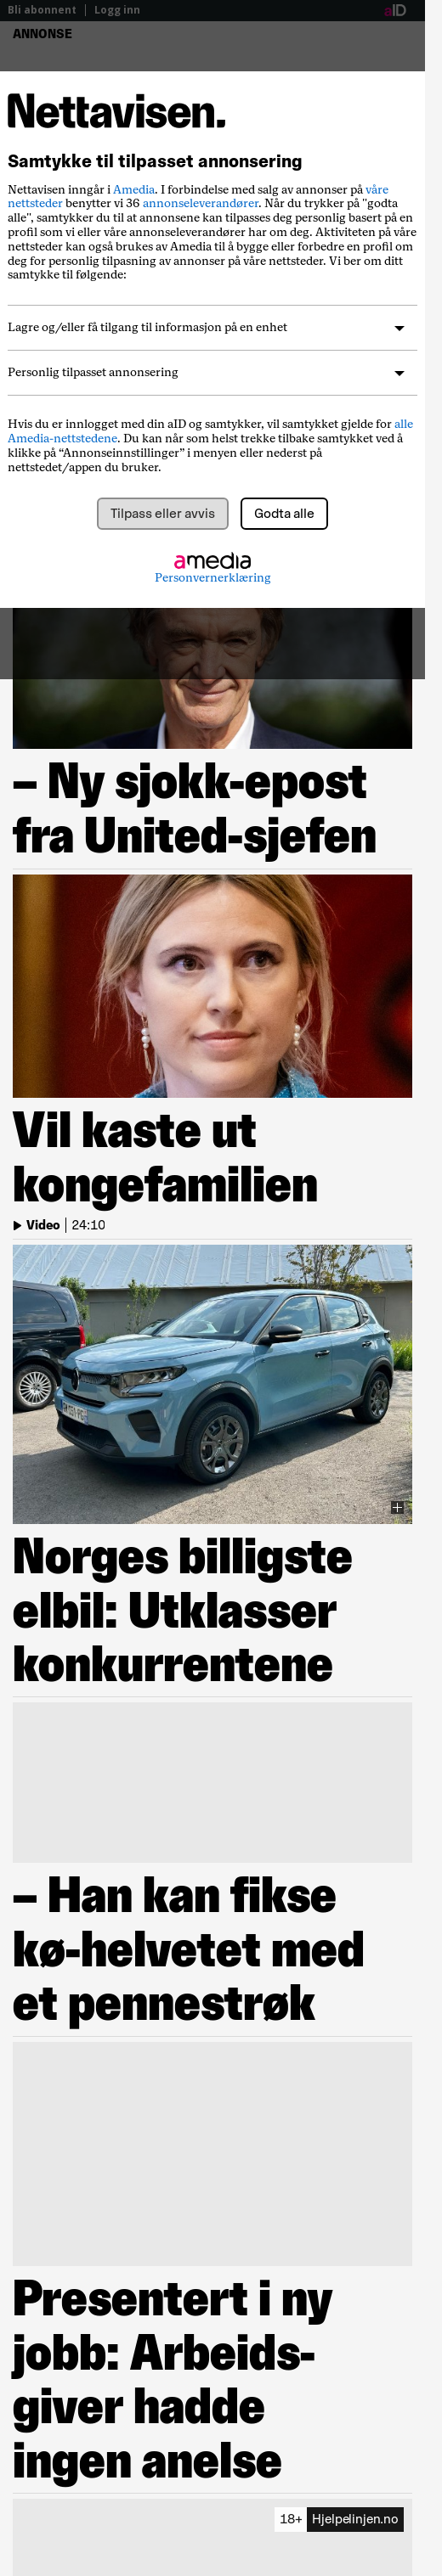 Bli abonnent | Logg inn
aID
ANNONSE
Nettavisen.
Samtykke til tilpasset annonsering
Nettavisen inngår i Amedia. I forbindelse med salg av annonser på våre
nettsteder benytter vi 36 annonseleverandører. Når du trykker på "godta
alle", samtykker du til at annonsene kan tilpasses deg personlig basert på en
profil som vi eller våre annonseleverandører har om deg. Aktiviteten på våre
nettsteder kan også brukes av Amedia til å bygge eller forbedre en profil om
deg for personlig tilpasning av annonser på våre nettsteder. Vi ber om ditt
samtykke til følgende:
Lagre og/eller få tilgang til informasjon på en enhet
Personlig tilpasset annonsering
Hvis du er innlogget med din aID og samtykker, vil samtykket gjelde for alle
Amedia-nettstedene. Du kan når som helst trekke tilbake samtykket ved å
klikke på “Annonseinnstillinger” i menyen eller nederst på
nettstedet/appen du bruker.
Tilpass eller avvis
Godta alle
amedia
Personvernerklæring
– Ny sjokk-epost
fra United-sjefen
Vil kaste ut
kongefamilien
Video | 24:10
Norges billigste
elbil: Utklasser
konkurrentene
– Han kan fikse
kø-helvetet med
et pennestrøk
Presentert i ny
jobb: Arbeids-
giver hadde
ingen anelse
18+ Hjelpelinjen.no